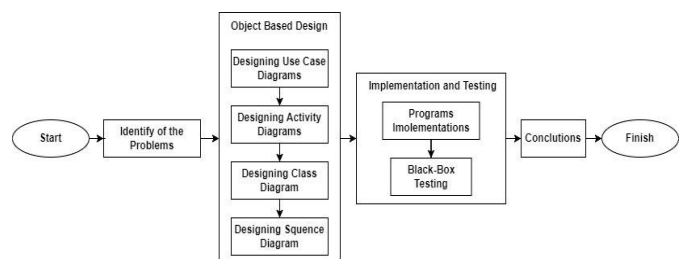 Start
Identify of the
Problems
Object Based Design
Designing Use Case
Diagrams
Designing Activity
Diagrams
Designing Class
Diagram
Designing Squence
Diagram
Implementation and Testing
Programs
Imolementations
Black-Box
Testing
Conclutions
Finish